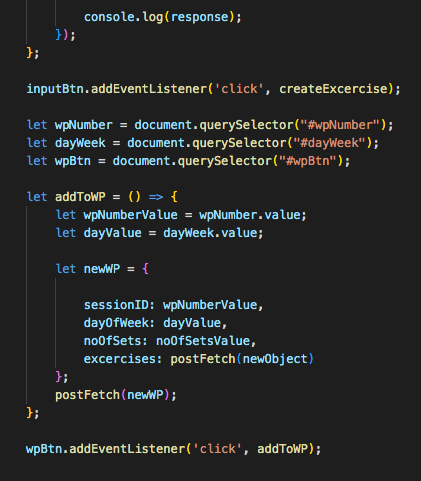 console.log(response);
});
};
inputBtn.addEventListener('click', createExcercise);
let wpNumber = document.querySelector("#wpNumber");
let dayWeek = document.querySelector("#dayWeek");
let wpBtn = document.querySelector("#wpBtn");
let addToWP = () => {
let wpNumberValue = wpNumber.value;
let dayValue = dayWeek.value;
let newWP = {
sessionID: wpNumberValue,
dayOfWeek: dayValue,
noOfSets: noOfSetsValue,
excercises: postFetch(newObject)
};
postFetch(newWP);
};
wpBtn.addEventListener('click', addToWP);